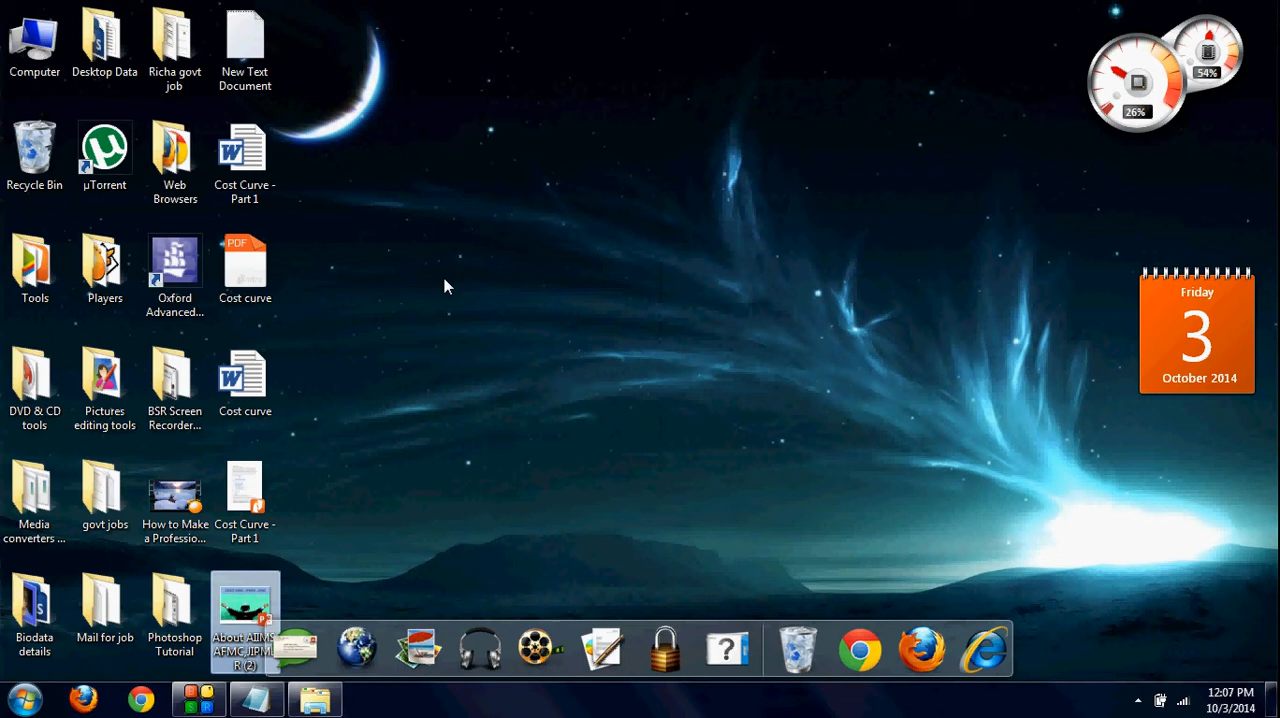 Computer
Desktop Data
Richa govt
job
New Text
Document
Recycle Bin
µTorrent
Web
Browsers
Cost Curve -
Part 1
Tools
Players
Oxford
Advanced...
PDF
Cost curve
DVD & CD
tools
Pictures
editing tools
BSR Screen
Recorder...
Cost curve
Media
converters ...
govt jobs
How to Make
a Professio...
Cost Curve -
Part 1
Biodata
details
Mail for job
Photoshop
Tutorial
About AIIMS
AFMC,JIPM
R (2)
54%
26%
Friday
3
October 2014
12:07 PM
10/3/2014